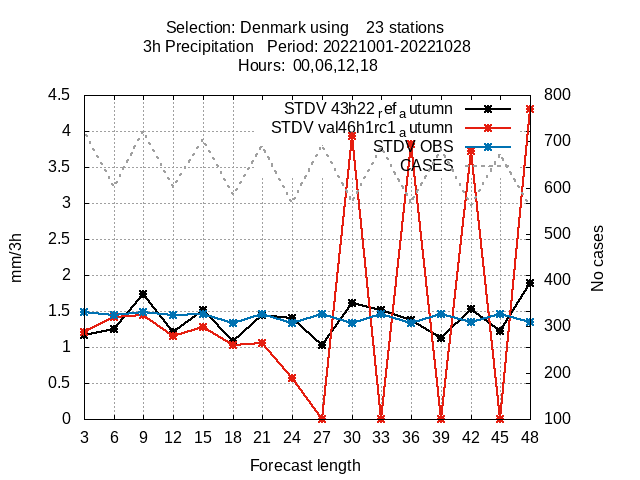 Selection: Denmark using    23 stations
3h Precipitation   Period: 20221001-20221028
Hours:  00,06,12,18
STDV 43h22ref_autumn
STDV val46h1rc1_autumn
STDV OBS
CASES
mm/3h
4.5
4
3.5
3
2.5
2
1.5
1
0.5
0
No cases
800
700
600
500
400
300
200
100
3 6 9 12 15 18 21 24 27 30 33 36 39 42 45 48
Forecast length